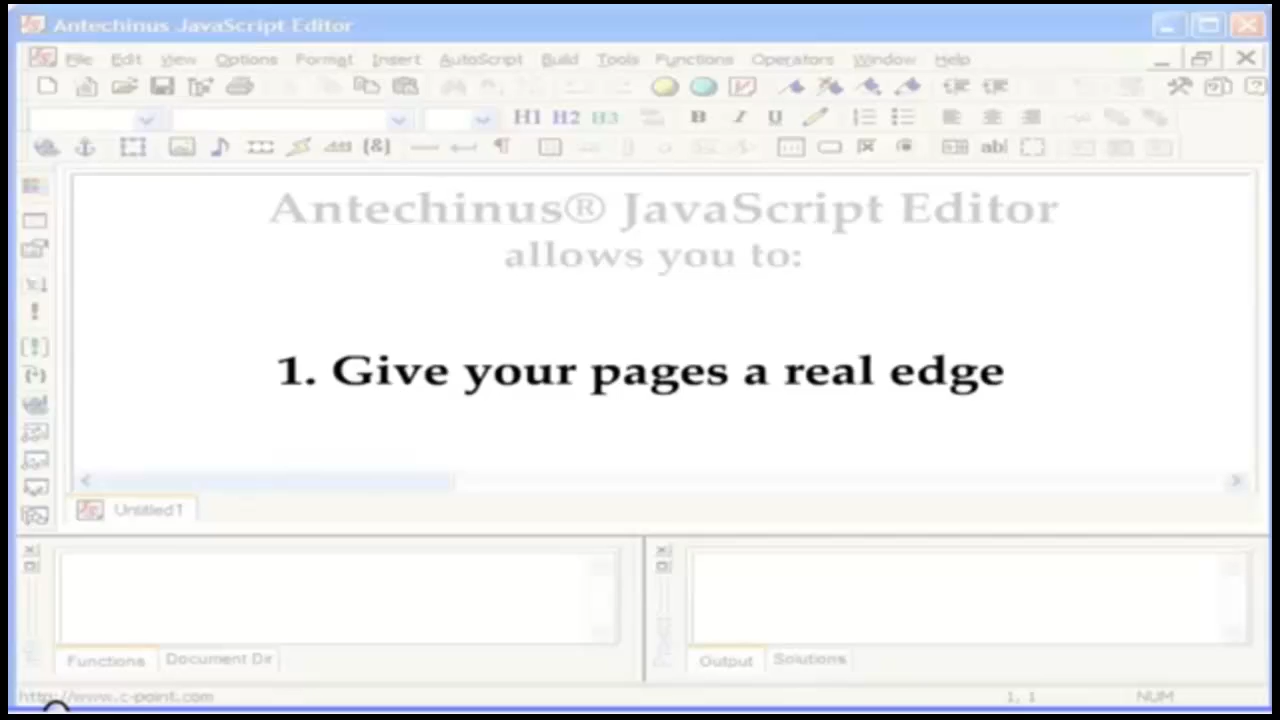 Antechinus JavaScript Editor
File Edit View Options Format Insert AutoScript Build Tools Functions Operators Window Help
H1 H2 H3 B I U
{&} ¶ abl
Antechinus® JavaScript Editor
allows you to:
1. Give your pages a real edge
Untitled1
Functions Document Dir Output Solutions
http://www.c-point.com 1, 1 NUM